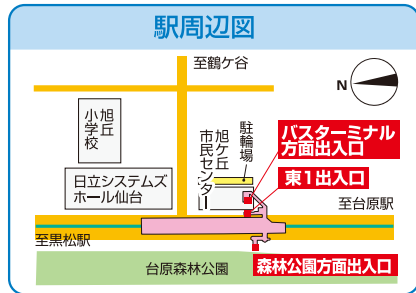 駅周辺図
至鶴ケ谷
N
旭丘
小学校
駐輪場
旭ケ丘
市民センター
バスターミナル
方面出入口
東1出入口
日立システムズ
ホール仙台
至台原駅
至黒松駅
台原森林公園
森林公園方面出入口